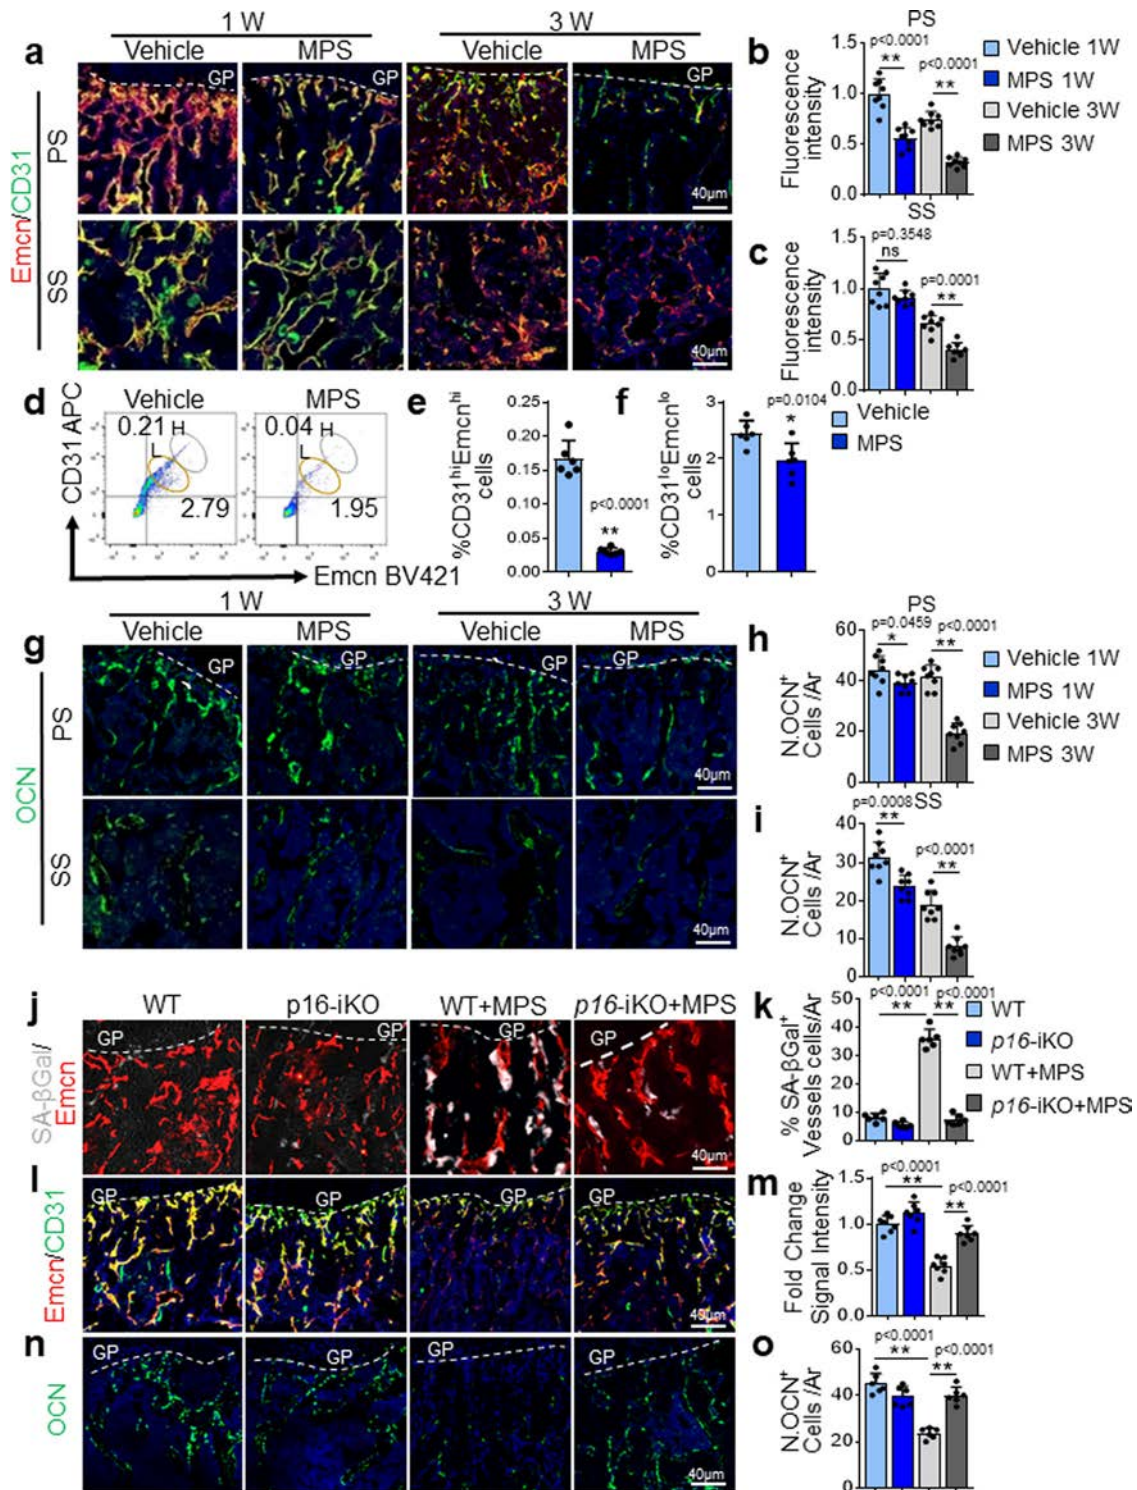 1 W
3 W
a
Vehicle
MPS
Vehicle
MPS
GP
GP
Emcn/CD31
PS
SS
40µm
40µm
b
PS
p<0.0001
**
p<0.0001
**
Fluorescence
intensity
1.5
1.0
0.5
0.0
Vehicle 1W
MPS 1W
Vehicle 3W
MPS 3W
c
SS
p=0.3548
ns
p=0.0001
**
Fluorescence
intensity
1.5
1.0
0.5
0.0
d
Vehicle
MPS
0.21 H
L
2.79
0.04 H
L
1.95
CD31 APC
Emcn BV421
e
%CD31hiEmcnhi
cells
0.25
0.20
0.15
0.10
0.05
0.00
p<0.0001
**
f
%CD31loEmcnlo
cells
3
2
1
0
p=0.0104
*
Vehicle
MPS
1 W
3 W
g
Vehicle
MPS
Vehicle
MPS
GP
GP
GP
GP
OCN
PS
SS
40µm
40µm
h
PS
p=0.0459
*
p<0.0001
**
N.OCN+
Cells /Ar
60
40
20
0
Vehicle 1W
MPS 1W
Vehicle 3W
MPS 3W
i
p=0.0008
SS
**
p<0.0001
**
N.OCN+
Cells /Ar
40
30
20
10
0
j
WT
p16-iKO
WT+MPS
p16-iKO+MPS
SA-βGal/
Emcn
GP
GP
GP
GP
40µm
k
% SA-βGal+
Vessels cells/Ar
50
40
30
20
10
0
p<0.0001
**
p<0.0001
**
WT
p16-iKO
WT+MPS
p16-iKO+MPS
l
Emcn/CD31
GP
GP
GP
GP
40µm
m
Fold Change
Signal Intensity
1.5
1.0
0.5
0.0
p<0.0001
**
p<0.0001
**
n
OCN
GP
GP
GP
GP
40µm
o
N.OCN+
Cells /Ar
60
40
20
0
p<0.0001
**
p<0.0001
**